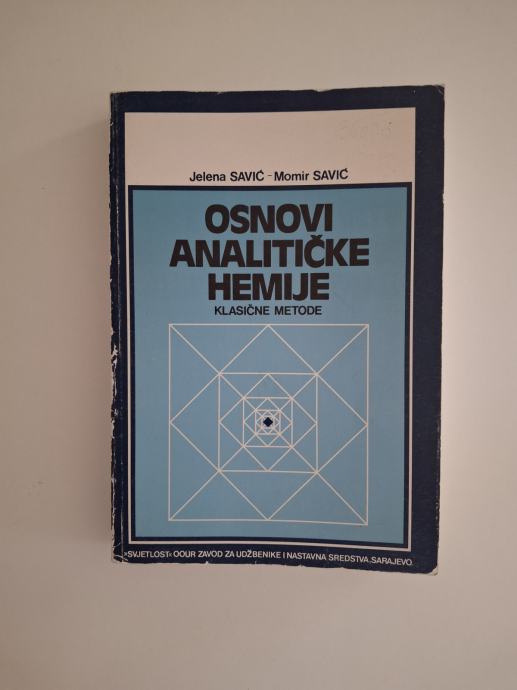 Jelena SAVIĆ - Momir SAVIĆ
OSNOVI
ANALITIČKE
HEMIJE
KLASIČNE METODE
»SVJETLOST« OOUR ZAVOD ZA UDŽBENIKE I NASTAVNA SREDSTVA, SARAJEVO